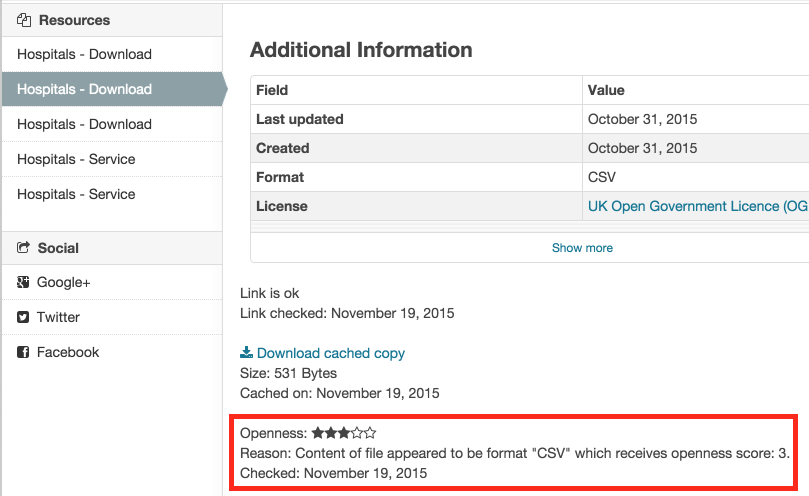 Resources
Hospitals - Download
Hospitals - Download
Hospitals - Download
Hospitals - Service
Hospitals - Service
Social
Google+
Twitter
Facebook
Additional Information
Field Value
Last updated October 31, 2015
Created October 31, 2015
Format CSV
License UK Open Government Licence (OG
Show more
Link is ok
Link checked: November 19, 2015
Download cached copy
Size: 531 Bytes
Cached on: November 19, 2015
Openness: ★★★☆☆
Reason: Content of file appeared to be format "CSV" which receives openness score: 3.
Checked: November 19, 2015